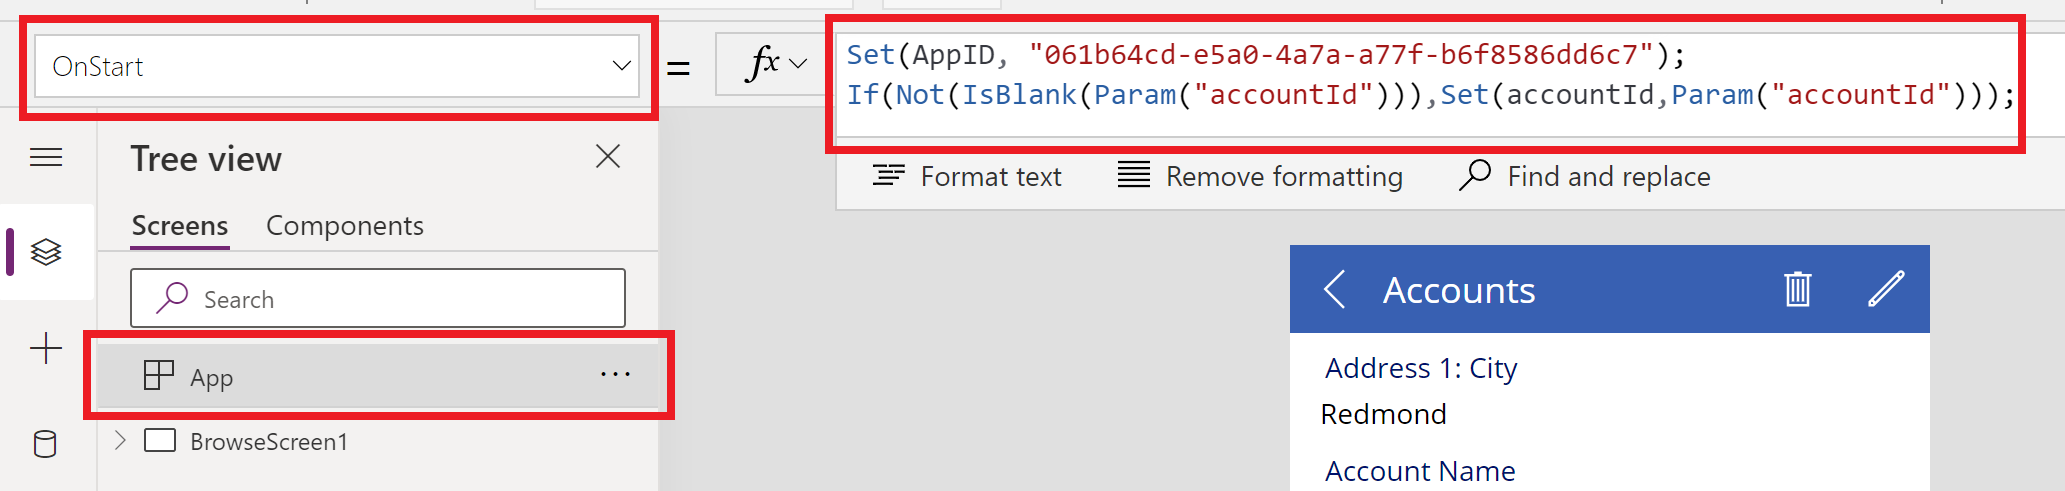 OnStart
=
fx
Set(AppID, "061b64cd-e5a0-4a7a-a77f-b6f8586dd6c7");
If(Not(IsBlank(Param("accountId"))),Set(accountId,Param("accountId")));
Format text
Remove formatting
Find and replace
Tree view
Screens
Components
Search
App
BrowseScreen1
Accounts
Address 1: City
Redmond
Account Name